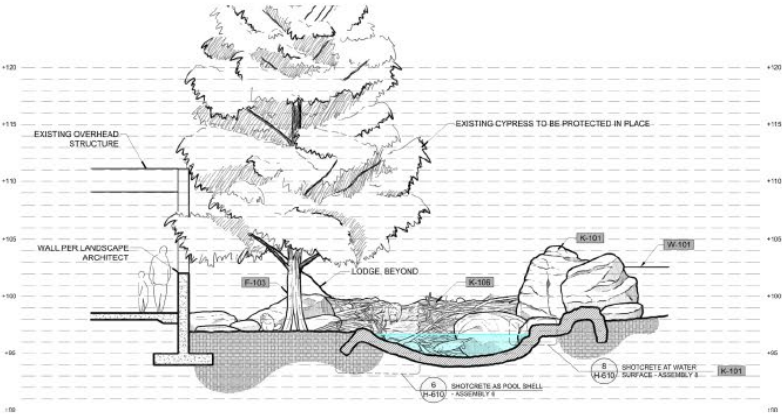 +120
+120
EXISTING OVERHEAD
STRUCTURE
+115
EXISTING CYPRESS TO BE PROTECTED IN PLACE
+115
+110
+110
WALL PER LANDSCAPE
ARCHITECT
+105
K-101
+105
W-101
F-103
LODGE, BEYOND
K-106
+100
+100
+95
+95
6
H-610
SHOTCRETE AS POOL SHELL
- ASSEMBLY 6
8
H-610
SHOTCRETE AT WATER
SURFACE - ASSEMBLY 8
K-101
+90
+90